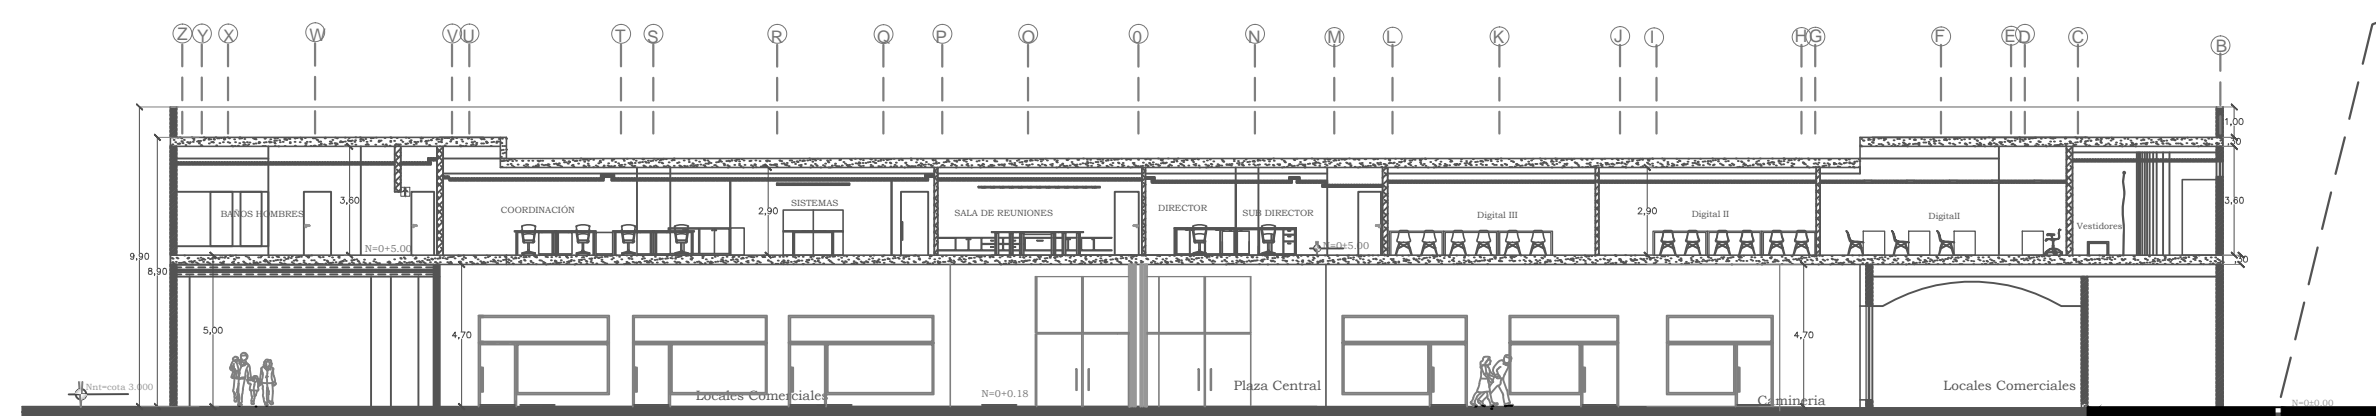 Z Y X W V U T S R Q P O 0 N M L K J I H G F E D C B
1,00
3,60
2,90
SISTEMAS
3,60
BAÑOS HOMBRES
COORDINACIÓN
2,90
SALA DE REUNIONES
DIRECTOR
SUB DIRECTOR
Digital III
2,90
Digital II
DigitalI
Vestidores
N=0+5.00
N=0+5.00
9,90
8,90
5,00
4,70
4,70
Nnt=cota 3.000
Locales Comerciales
N=0+0.18
Plaza Central
Camineria
Locales Comerciales
N=0+0.00